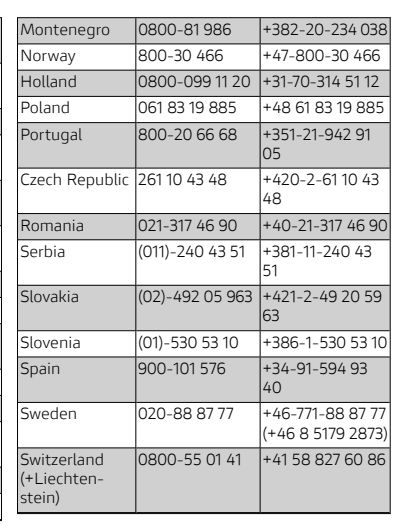 Montenegro 0800-81 986 +382-20-234 038
Norway 800-30 466 +47-800-30 466
Holland 0800-099 11 20 +31-70-314 51 12
Poland 061 83 19 885 +48 61 83 19 885
Portugal 800-20 66 68 +351-21-942 91
05
Czech Republic 261 10 43 48 +420-2-61 10 43
48
Romania 021-317 46 90 +40-21-317 46 90
Serbia (011)-240 43 51 +381-11-240 43
51
Slovakia (02)-492 05 963 +421-2-49 20 59
63
Slovenia (01)-530 53 10 +386-1-530 53 10
Spain 900-101 576 +34-91-594 93
40
Sweden 020-88 87 77 +46-771-88 87 77
(+46 8 5179 2873)
Switzerland 0800-55 01 41 +41 58 827 60 86
(+Liechten-
stein)